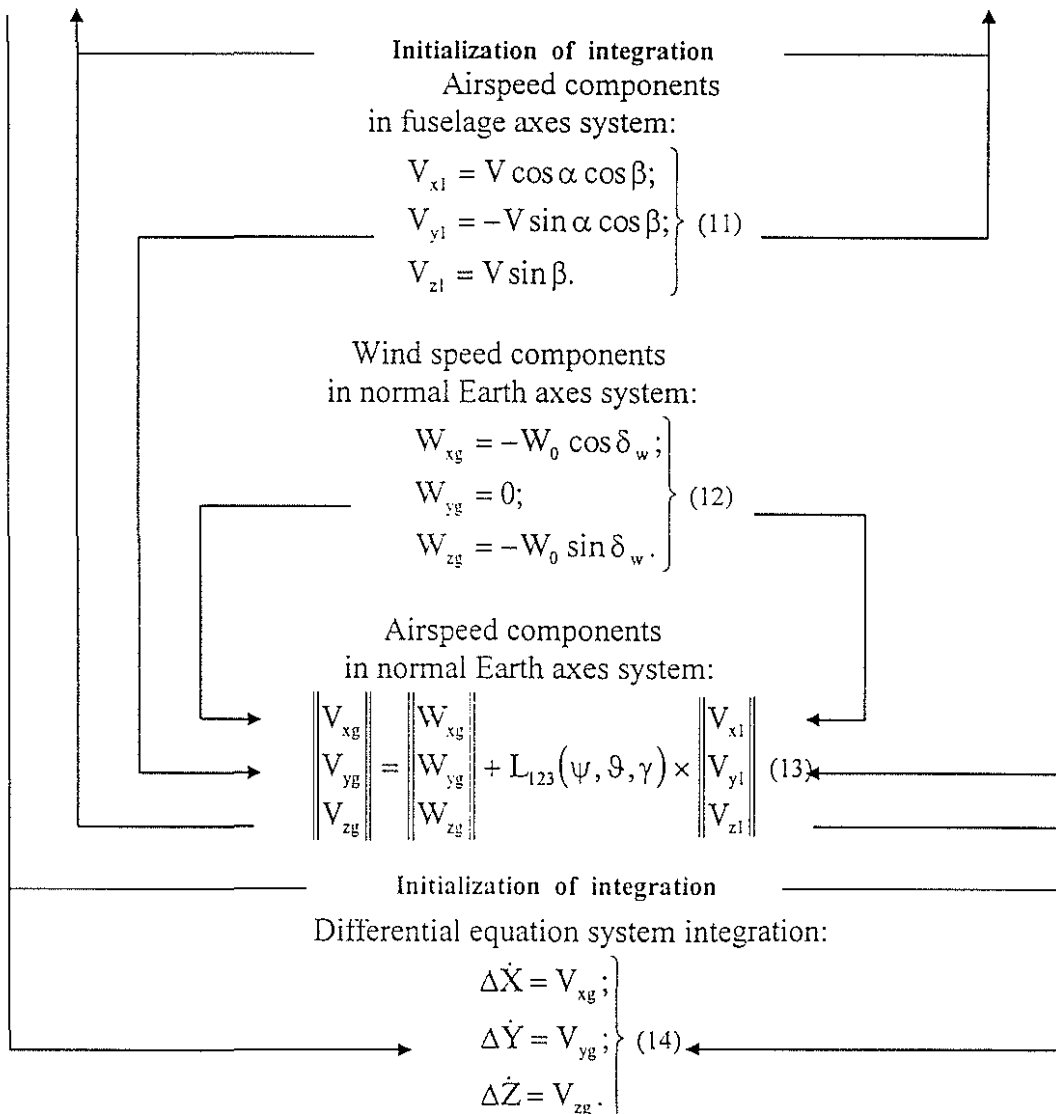 Initialization of integration
Airspeed components
in fuselage axes system:
V_x1 = V cos α cos β;
V_y1 = −V sin α cos β; (11)
V_z1 = V sin β.
Wind speed components
in normal Earth axes system:
W_xg = −W_0 cos δ_w;
W_yg = 0; (12)
W_zg = −W_0 sin δ_w.
Airspeed components
in normal Earth axes system:
‖V_xg‖ ‖W_xg‖ ‖V_x1‖
‖V_yg‖ = ‖W_yg‖ + L_123(ψ, ϑ, γ) × ‖V_y1‖ (13)
‖V_zg‖ ‖W_zg‖ ‖V_z1‖
Initialization of integration
Differential equation system integration:
ΔẊ = V_xg;
ΔẎ = V_yg; (14)
ΔŻ = V_zg.